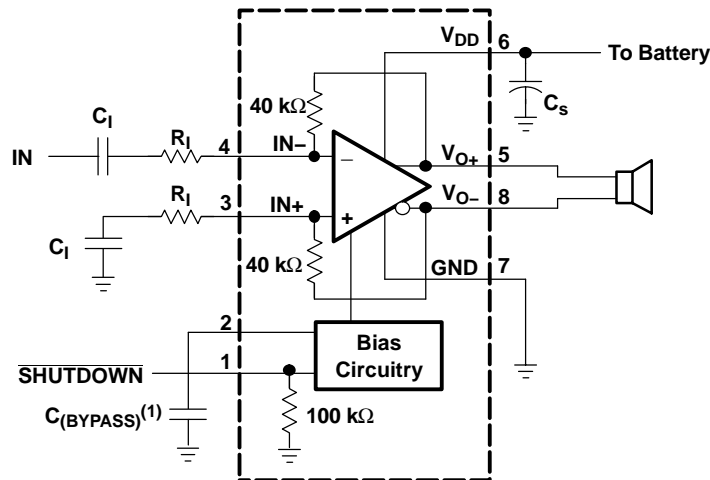 V_DD 6
To Battery
40 kΩ
C_s
C_I
R_I 4 IN–
V_O+ 5
IN
–
R_I 3 IN+
V_O– 8
+
C_I
40 kΩ
GND 7
2
Bias
Circuitry
1
S̅H̅U̅T̅D̅O̅W̅N̅
C_(BYPASS)^(1)
100 kΩ